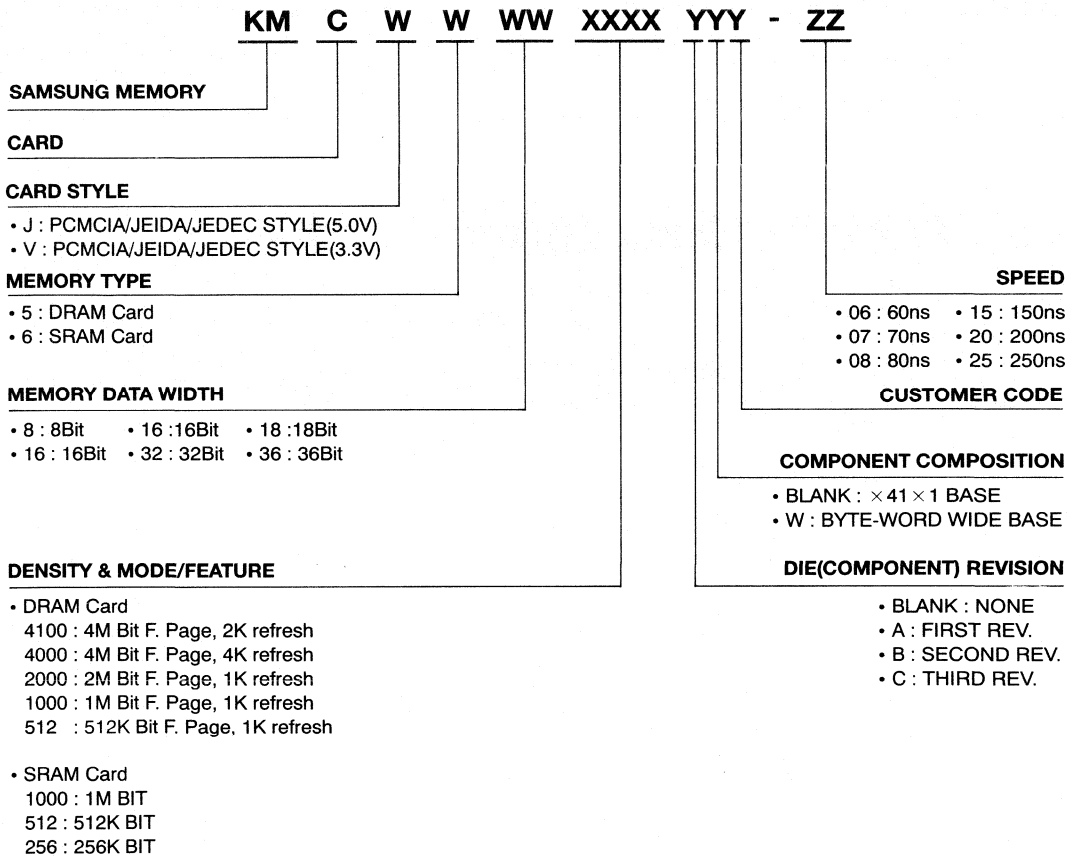 KM C W W WW XXXX YYY - ZZ
SAMSUNG MEMORY
CARD
CARD STYLE
• J : PCMCIA/JEIDA/JEDEC STYLE(5.0V)
• V : PCMCIA/JEIDA/JEDEC STYLE(3.3V)
MEMORY TYPE
• 5 : DRAM Card
• 6 : SRAM Card
MEMORY DATA WIDTH
• 8 : 8Bit • 16 :16Bit • 18 :18Bit
• 16 : 16Bit • 32 : 32Bit • 36 : 36Bit
DENSITY & MODE/FEATURE
• DRAM Card
4100 : 4M Bit F. Page, 2K refresh
4000 : 4M Bit F. Page, 4K refresh
2000 : 2M Bit F. Page, 1K refresh
1000 : 1M Bit F. Page, 1K refresh
512 : 512K Bit F. Page, 1K refresh
• SRAM Card
1000 : 1M BIT
512 : 512K BIT
256 : 256K BIT
SPEED
• 06 : 60ns • 15 : 150ns
• 07 : 70ns • 20 : 200ns
• 08 : 80ns • 25 : 250ns
CUSTOMER CODE
COMPONENT COMPOSITION
• BLANK : ×41×1 BASE
• W : BYTE-WORD WIDE BASE
DIE(COMPONENT) REVISION
• BLANK : NONE
• A : FIRST REV.
• B : SECOND REV.
• C : THIRD REV.